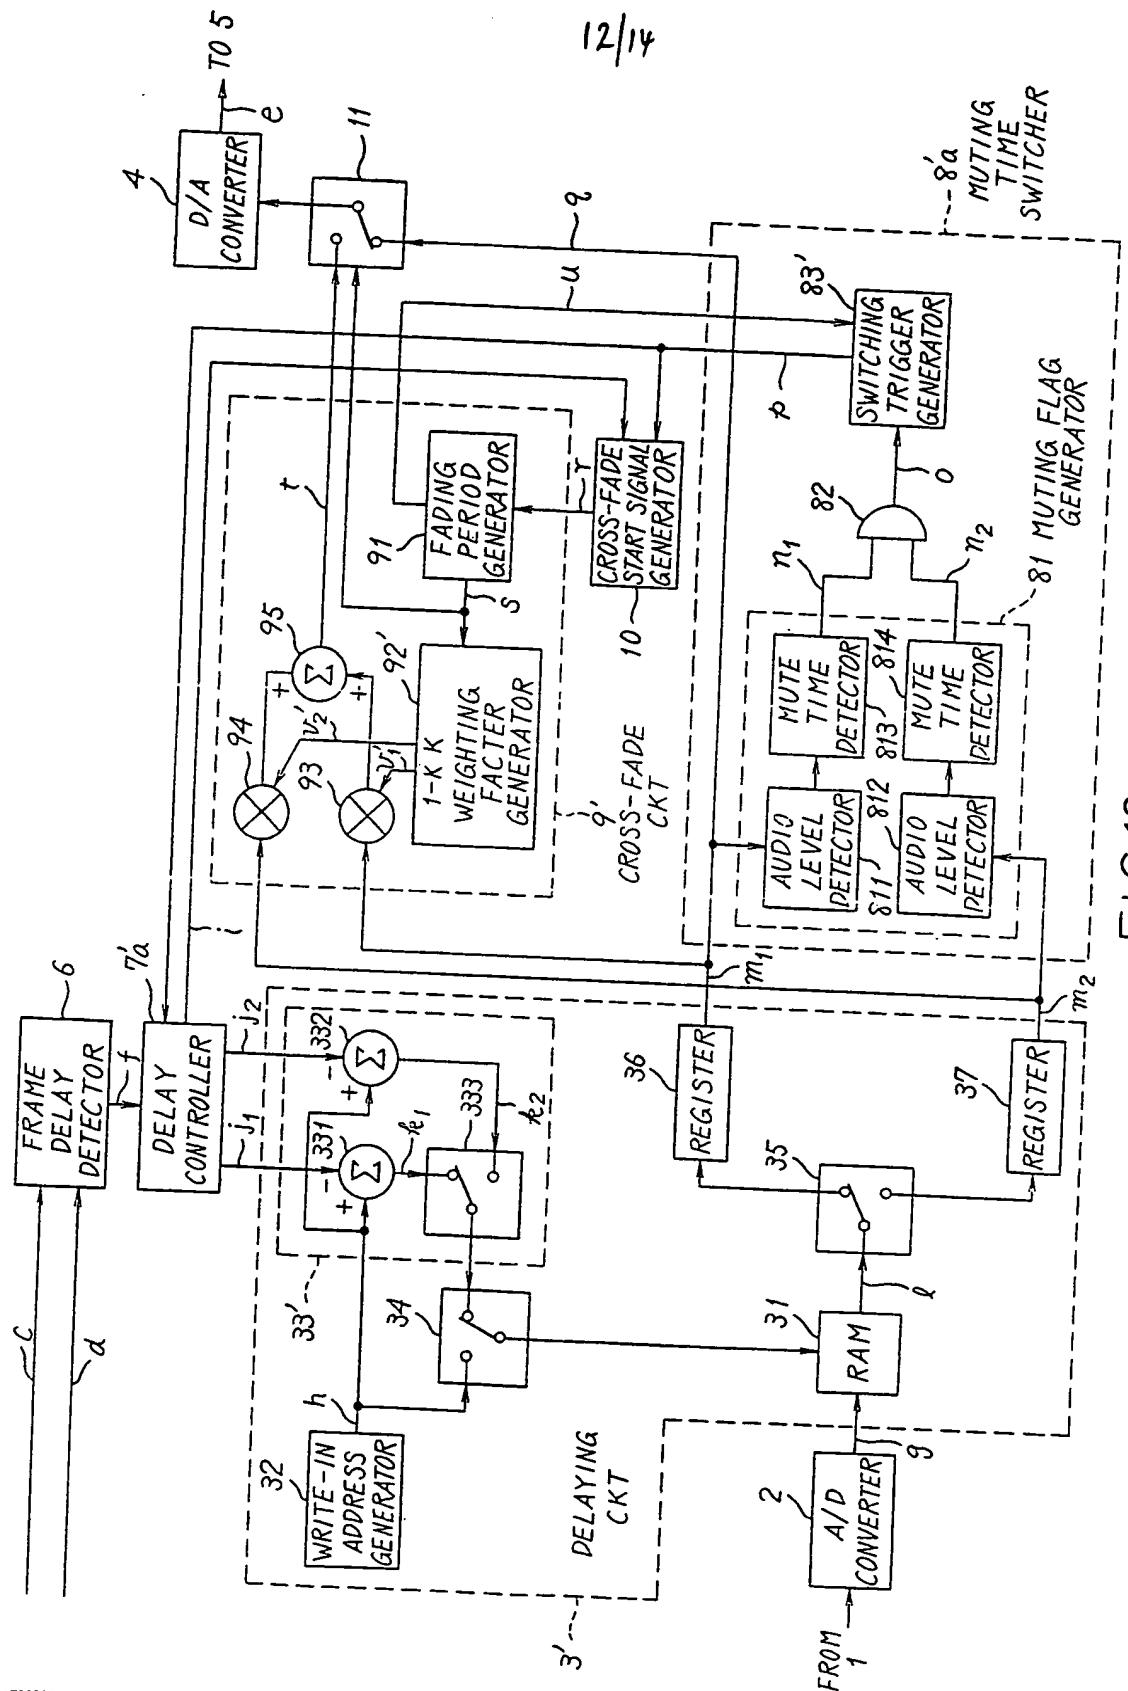 12/14
C
d
6
FRAME
DELAY
DETECTOR
f
7'a
DELAY
CONTROLLER
i
j1
j2
32
WRITE-IN
ADDRESS
GENERATOR
h
33'
331
332
+
-
+
-
k1
k2
333
34
3'
DELAYING
CKT
FROM
1
2
A/D
CONVERTER
g
31
RAM
l
35
36
REGISTER
37
REGISTER
m1
m2
9'
CROSS-FADE
CKT
94
93
v2'
v1'
95
Σ
+
+
Σ
Σ
92'
1-K K
WEIGHTING
FACTER
GENERATOR
91
FADING
PERIOD
GENERATOR
s
t
r
10
CROSS-FADE
START SIGNAL
GENERATOR
4
D/A
CONVERTER
e
TO 5
11
q
u
p
8'a
MUTING
TIME
SWITCHER
83'
SWITCHING
TRIGGER
GENERATOR
o
82
n1
n2
81 MUTING FLAG
GENERATOR
AUDIO
LEVEL
DETECTOR
811
812
AUDIO
LEVEL
DETECTOR
MUTE
TIME
DETECTOR
813
814
MUTE
TIME
DETECTOR